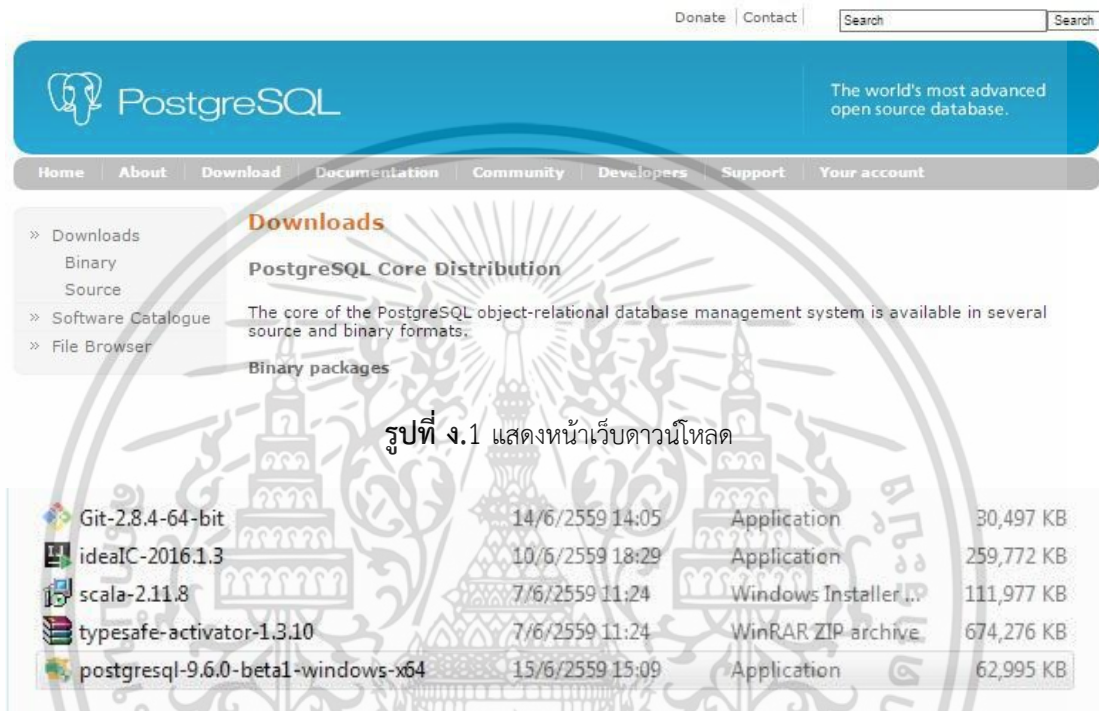 Donate Contact Search Search
PostgreSQL
The world's most advanced
open source database.
Home About Download Documentation Community Developers Support Your account
» Downloads
Binary
Source
» Software Catalogue
» File Browser
Downloads
PostgreSQL Core Distribution
The core of the PostgreSQL object-relational database management system is available in several
source and binary formats.
Binary packages
รูปที่ ง.1 แสดงหน้าเว็บดาวน์โหลด
Git-2.8.4-64-bit 14/6/2559 14:05 Application 30,497 KB
ideaIC-2016.1.3 10/6/2559 18:29 Application 259,772 KB
scala-2.11.8 7/6/2559 11:24 Windows Installer ... 111,977 KB
typesafe-activator-1.3.10 7/6/2559 11:24 WinRAR ZIP archive 674,276 KB
postgresql-9.6.0-beta1-windows-x64 15/6/2559 15:09 Application 62,995 KB